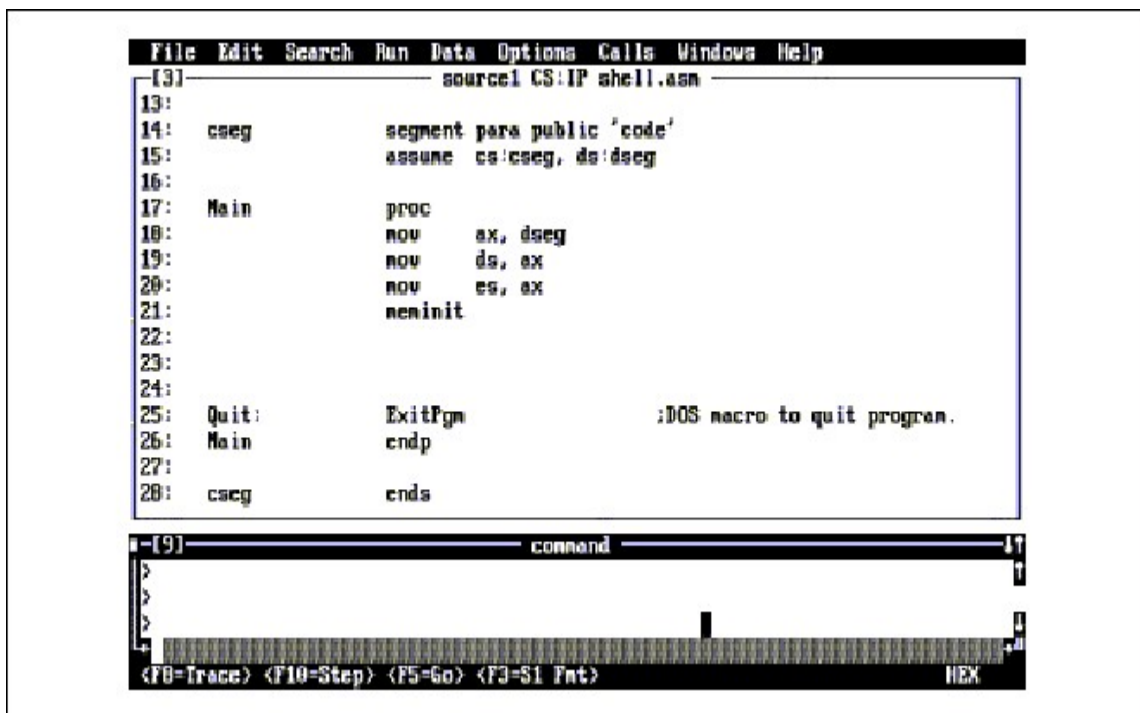 File Edit Search Run Data Options Calls Windows Help
[3] source1 CS:IP shell.asm
13:
14: cseg segment para public 'code'
15: assume cs:cseg, ds:dseg
16:
17: Main proc
18: mov ax, dseg
19: mov ds, ax
20: mov es, ax
21: meminit
22:
23:
24:
25: Quit: ExitPgm ;DOS macro to quit program.
26: Main endp
27:
28: cseg ends
[9] command
>
>
>
<F8=Trace> <F10=Step> <F5=Go> <F3=S1 Fmt> HEX